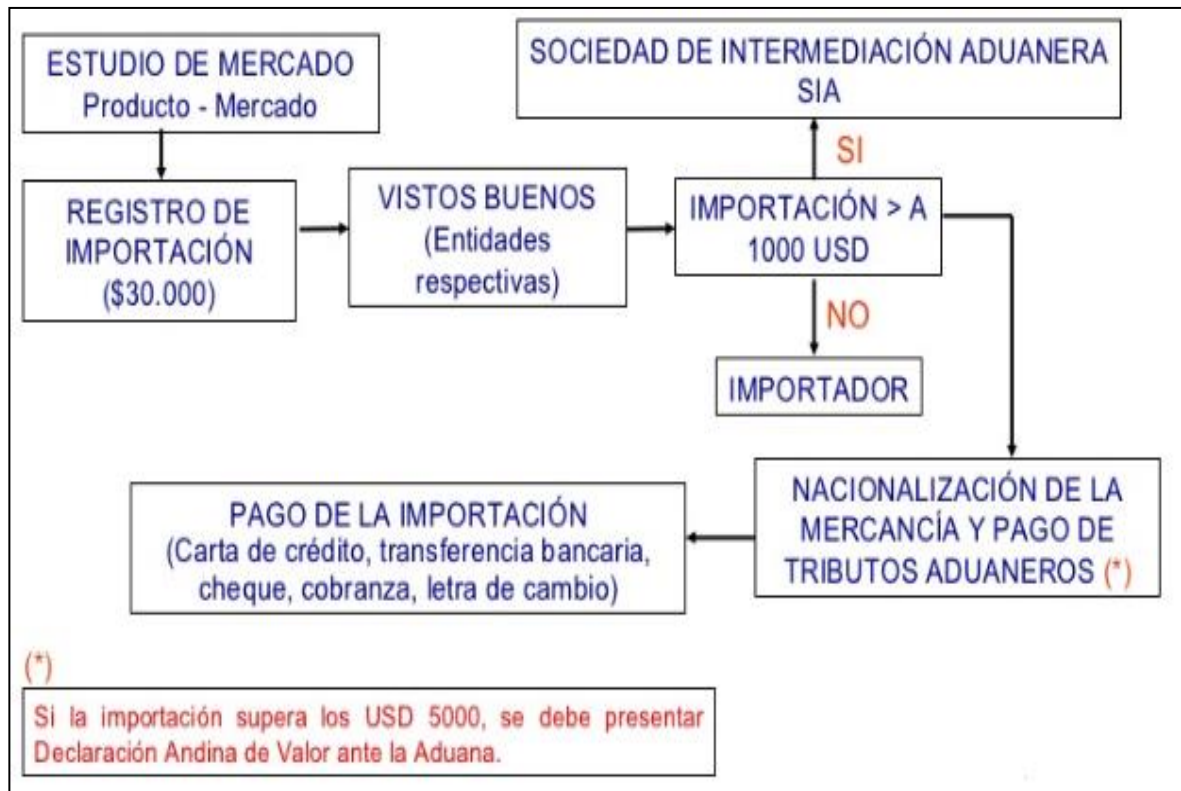 ESTUDIO DE MERCADO
Producto - Mercado
SOCIEDAD DE INTERMEDIACIÓN ADUANERA
SIA
SI
REGISTRO DE
IMPORTACIÓN
($30.000)
VISTOS BUENOS
(Entidades
respectivas)
IMPORTACIÓN > A
1000 USD
NO
IMPORTADOR
NACIONALIZACIÓN DE LA
MERCANCÍA Y PAGO DE
TRIBUTOS ADUANEROS (*)
PAGO DE LA IMPORTACIÓN
(Carta de crédito, transferencia bancaria,
cheque, cobranza, letra de cambio)
(*)
Si la importación supera los USD 5000, se debe presentar
Declaración Andina de Valor ante la Aduana.